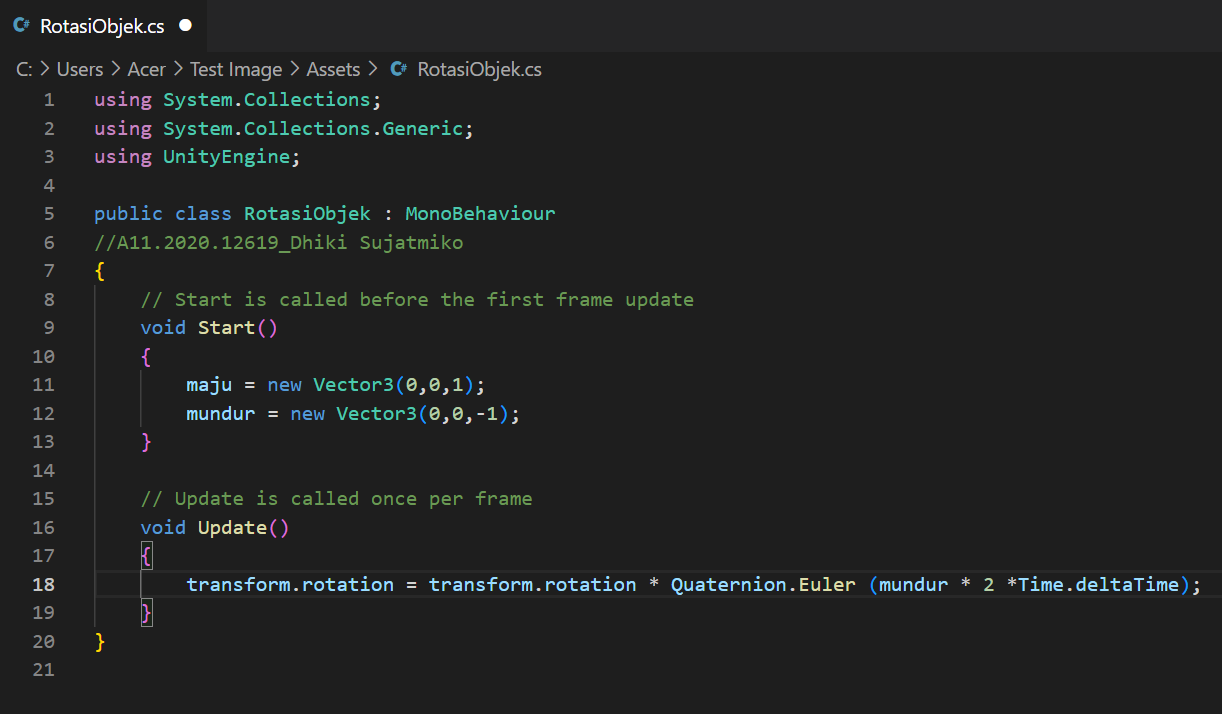 RotasiObjek.cs
C: > Users > Acer > Test Image > Assets > RotasiObjek.cs
1 using System.Collections;
2 using System.Collections.Generic;
3 using UnityEngine;
4
5 public class RotasiObjek : MonoBehaviour
6 //A11.2020.12619_Dhiki Sujatmiko
7 {
8     // Start is called before the first frame update
9     void Start()
10     {
11         maju = new Vector3(0,0,1);
12         mundur = new Vector3(0,0,-1);
13     }
14
15     // Update is called once per frame
16     void Update()
17     {
18         transform.rotation = transform.rotation * Quaternion.Euler (mundur * 2 *Time.deltaTime);
19     }
20 }
21